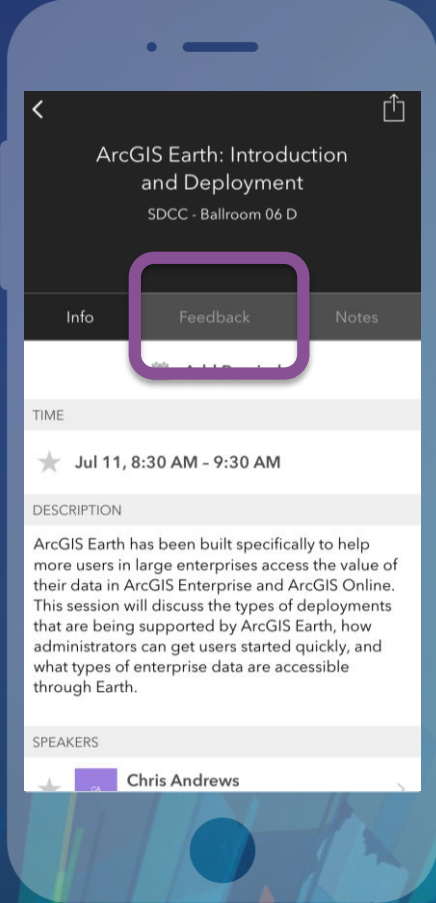 ArcGIS Earth: Introduction
and Deployment
SDCC - Ballroom 06 D
Info Feedback Notes
TIME
Jul 11, 8:30 AM – 9:30 AM
DESCRIPTION
ArcGIS Earth has been built specifically to help
more users in large enterprises access the value of
their data in ArcGIS Enterprise and ArcGIS Online.
This session will discuss the types of deployments
that are being supported by ArcGIS Earth, how
administrators can get users started quickly, and
what types of enterprise data are accessible
through Earth.
SPEAKERS
CA
Chris Andrews